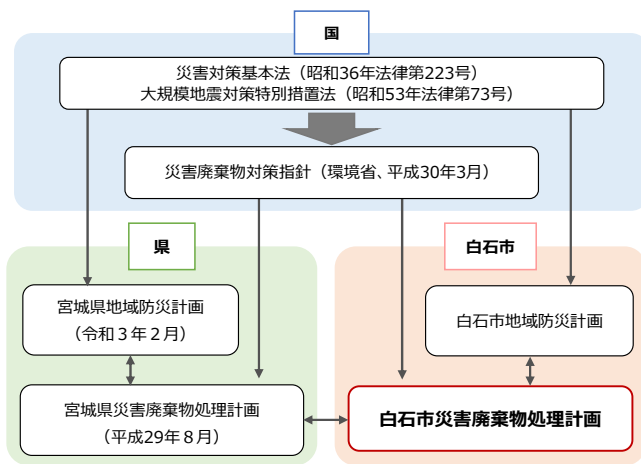 国
災害対策基本法（昭和36年法律第223号）
大規模地震対策特別措置法（昭和53年法律第73号）
災害廃棄物対策指針（環境省、平成30年3月）
県
宮城県地域防災計画
（令和３年２月）
宮城県災害廃棄物処理計画
（平成29年８月）
白石市
白石市地域防災計画
白石市災害廃棄物処理計画